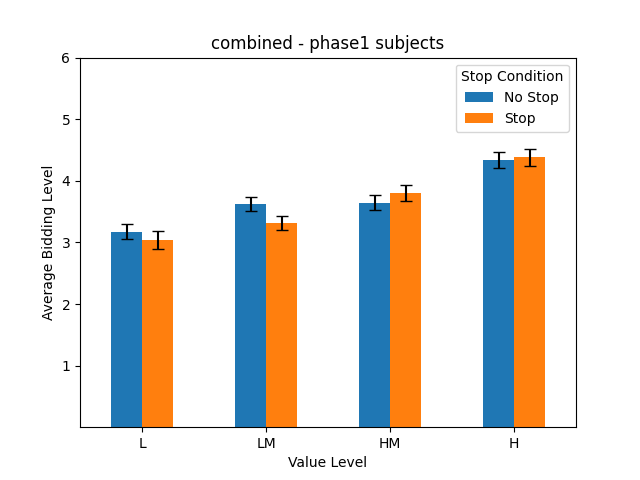 combined - phase1 subjects
Stop Condition
No Stop
Stop
Average Bidding Level
6
5
4
3
2
1
L
LM
HM
H
Value Level